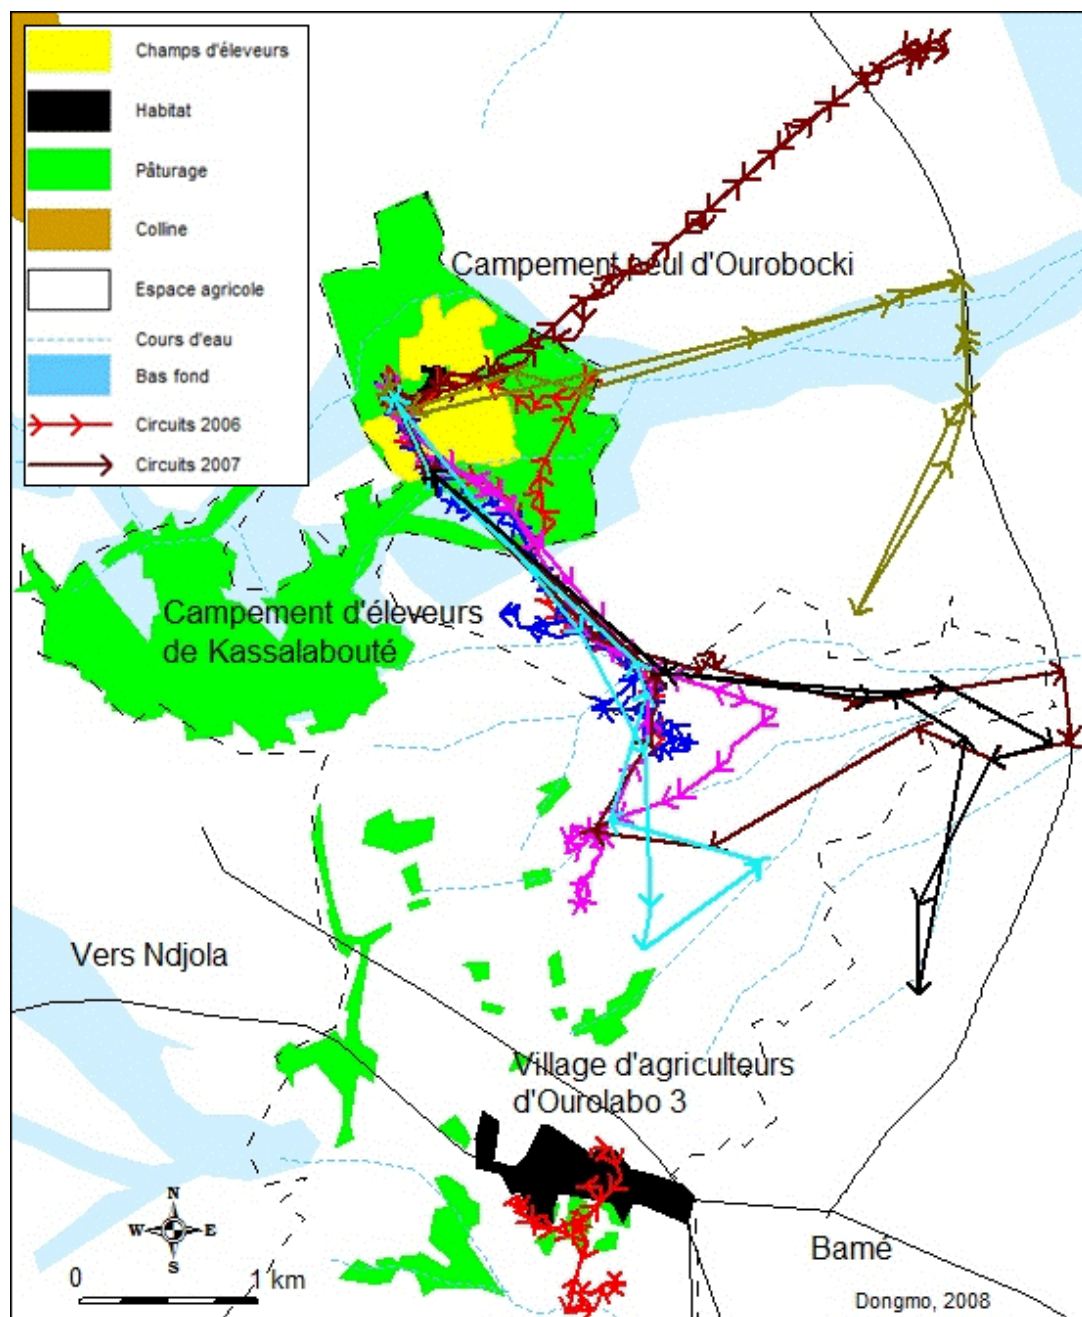 Champs d'éleveurs
Habitat
Pâturage
Colline
Espace agricole
Cours d'eau
Bas fond
Circuits 2006
Circuits 2007
Campement peul d'Ourobocki
Campement d'éleveurs
de Kassalabouté
Vers Ndjola
Village d'agriculteurs
d'Ourolabo 3
N
W E
S
Bamé
0 1 km
Dongmo, 2008